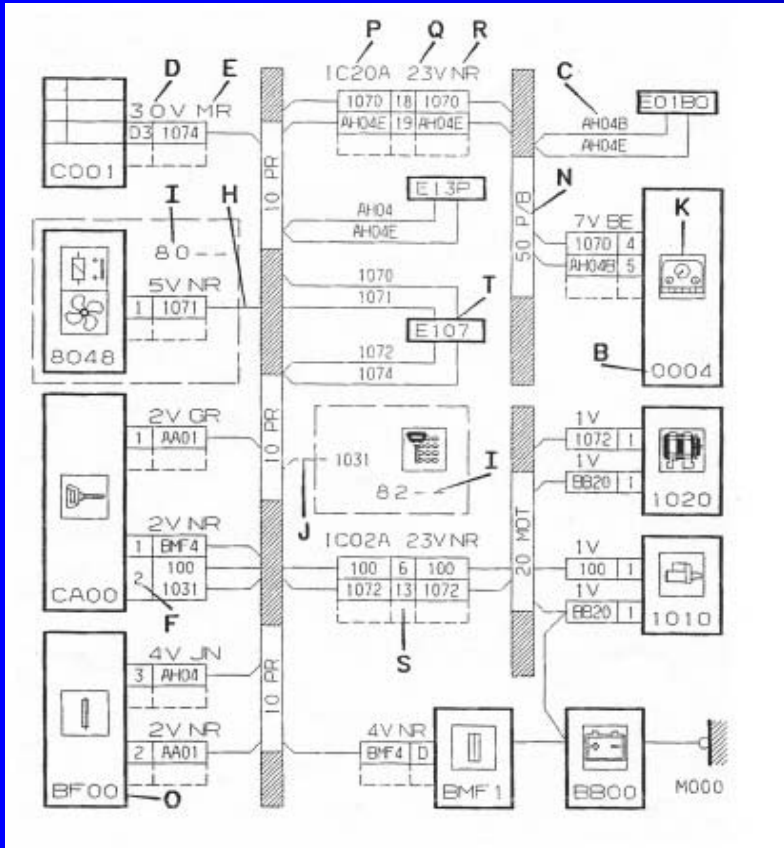 P Q R
IC20A 23V NR
D E
30V MR
D3 1074
C001
1070 18 1070
AH04E 19 AH04E
C
E01BQ
AH04B
AH04E
10 PR
E13P
AH04
AH04E
50 P/B
N
K
7V BE
1070 4
AH04B 5
B
0004
I
80--
H
5V NR
1 1071
8048
1070
1071
T
E107
1072
1074
2V GR
1 AA01
10 PR
1031
82--
I
J
1V
1072 1
1V
BB20 1
1020
2V NR
1 BMF4
100
2 1031
CA00
F
IC02A 23V NR
100 6 100
1072 13 1072
S
20 MOT
1V
100 1
1V
BB20 1
1010
4V JN
3 AH04
10 PR
2V NR
2 AA01
BF00
O
4V NR
BMF4 D
BMF1
BB00
M000